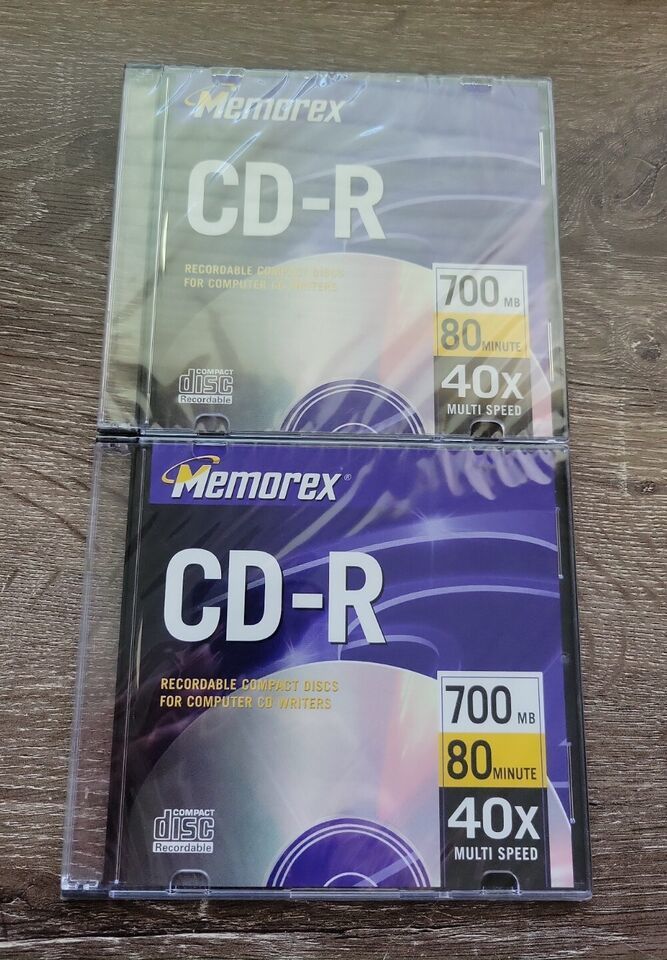 Memorex
CD-R
RECORDABLE COMPACT DISCS
FOR COMPUTER CD WRITERS
700 MB
80 MINUTE
40x
MULTI SPEED
COMPACT
disc
Recordable
Memorex®
CD-R
RECORDABLE COMPACT DISCS
FOR COMPUTER CD WRITERS
700 MB
80 MINUTE
40x
MULTI SPEED
COMPACT
disc
Recordable